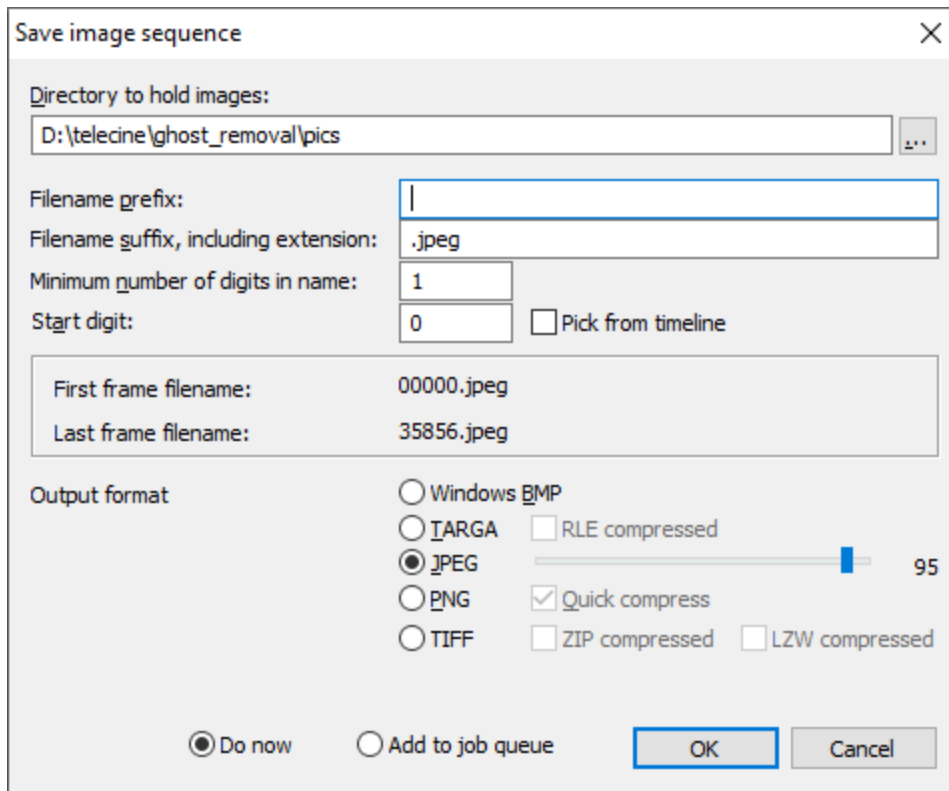 Save image sequence
Directory to hold images:
D:\telecine\ghost_removal\pics
...
Filename prefix:
Filename suffix, including extension: .jpeg
Minimum number of digits in name: 1
Start digit: 0 Pick from timeline
First frame filename: 00000.jpeg
Last frame filename: 35856.jpeg
Output format Windows BMP
TARGA RLE compressed
JPEG 95
PNG Quick compress
TIFF ZIP compressed LZW compressed
Do now Add to job queue OK Cancel